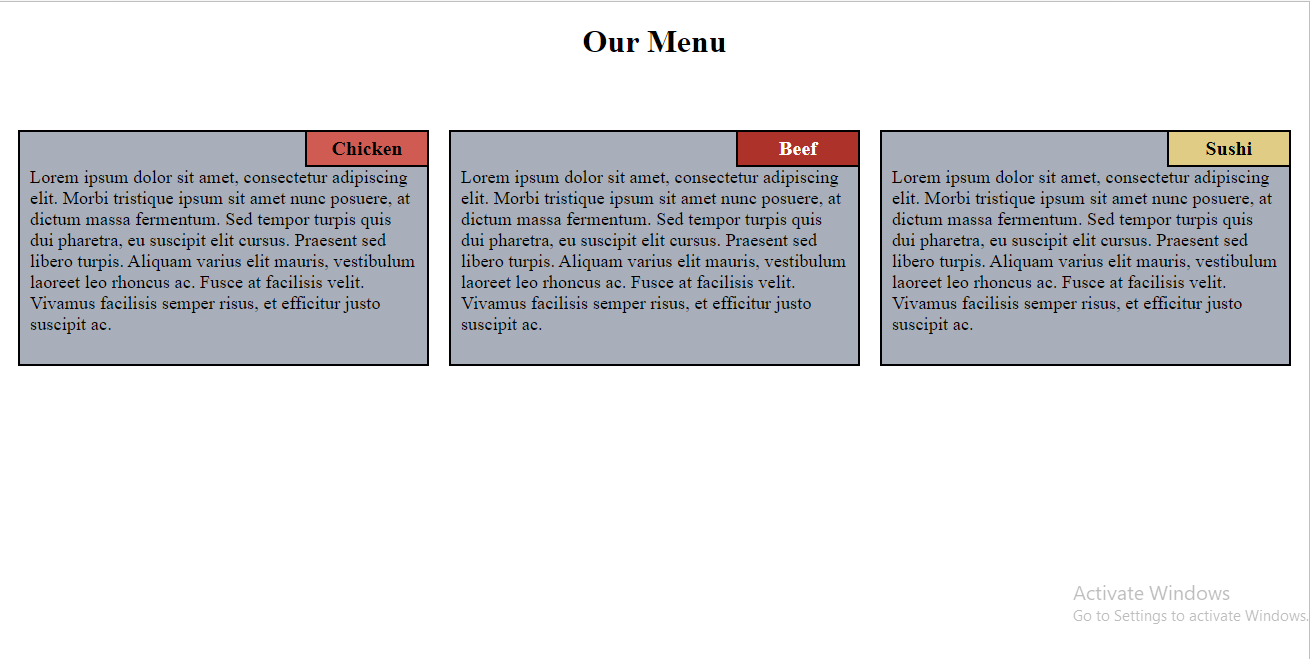 Our Menu
Chicken
Lorem ipsum dolor sit amet, consectetur adipiscing
elit. Morbi tristique ipsum sit amet nunc posuere, at
dictum massa fermentum. Sed tempor turpis quis
dui pharetra, eu suscipit elit cursus. Praesent sed
libero turpis. Aliquam varius elit mauris, vestibulum
laoreet leo rhoncus ac. Fusce at facilisis velit.
Vivamus facilisis semper risus, et efficitur justo
suscipit ac.
Beef
Lorem ipsum dolor sit amet, consectetur adipiscing
elit. Morbi tristique ipsum sit amet nunc posuere, at
dictum massa fermentum. Sed tempor turpis quis
dui pharetra, eu suscipit elit cursus. Praesent sed
libero turpis. Aliquam varius elit mauris, vestibulum
laoreet leo rhoncus ac. Fusce at facilisis velit.
Vivamus facilisis semper risus, et efficitur justo
suscipit ac.
Sushi
Lorem ipsum dolor sit amet, consectetur adipiscing
elit. Morbi tristique ipsum sit amet nunc posuere, at
dictum massa fermentum. Sed tempor turpis quis
dui pharetra, eu suscipit elit cursus. Praesent sed
libero turpis. Aliquam varius elit mauris, vestibulum
laoreet leo rhoncus ac. Fusce at facilisis velit.
Vivamus facilisis semper risus, et efficitur justo
suscipit ac.
Activate Windows
Go to Settings to activate Windows.